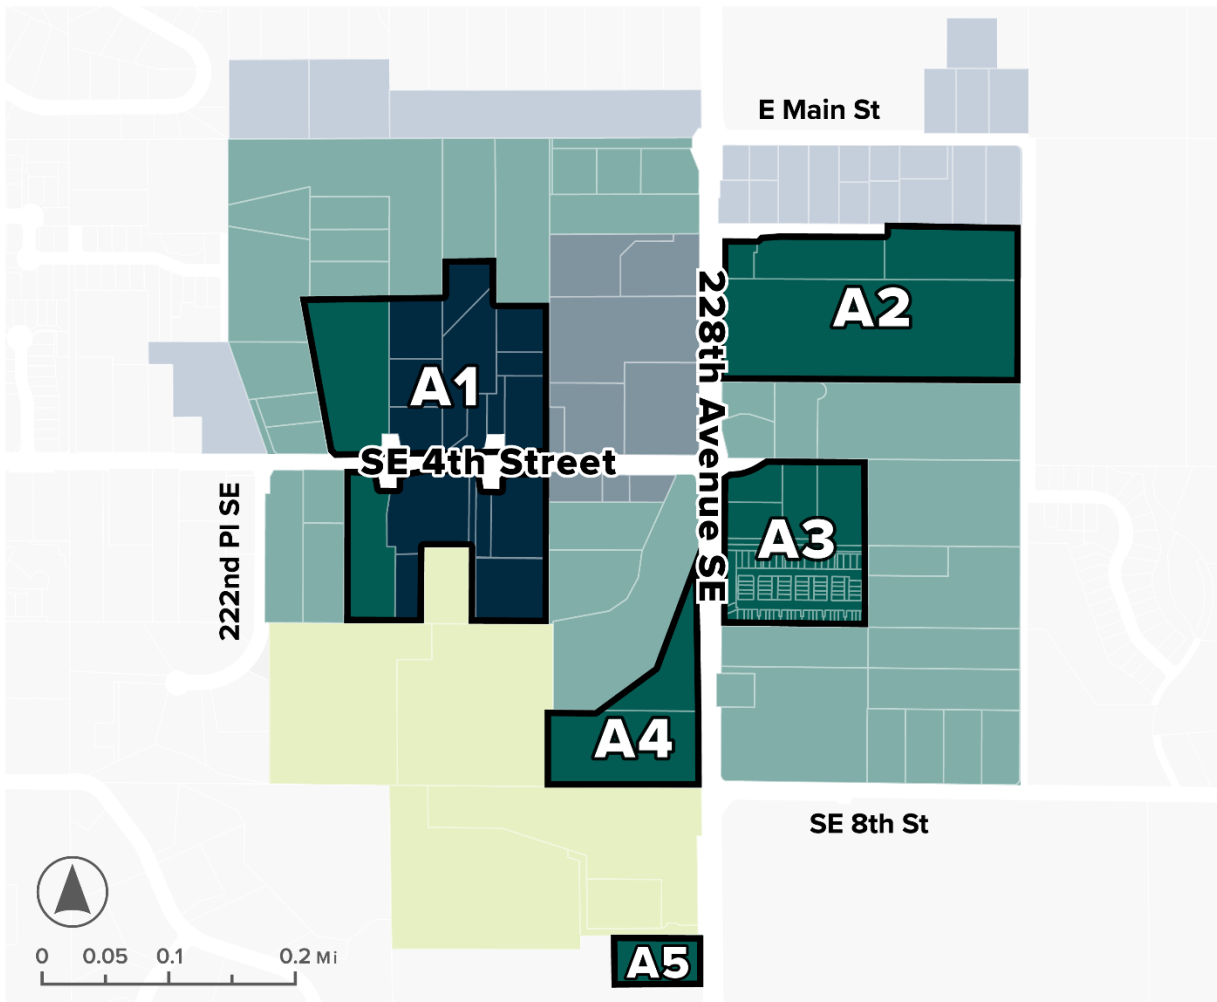 E Main St
228th Avenue SE
A2
A1
SE 4th Street
222nd Pl SE
A3
A4
SE 8th St
0 0.05 0.1 0.2 Mi
A5